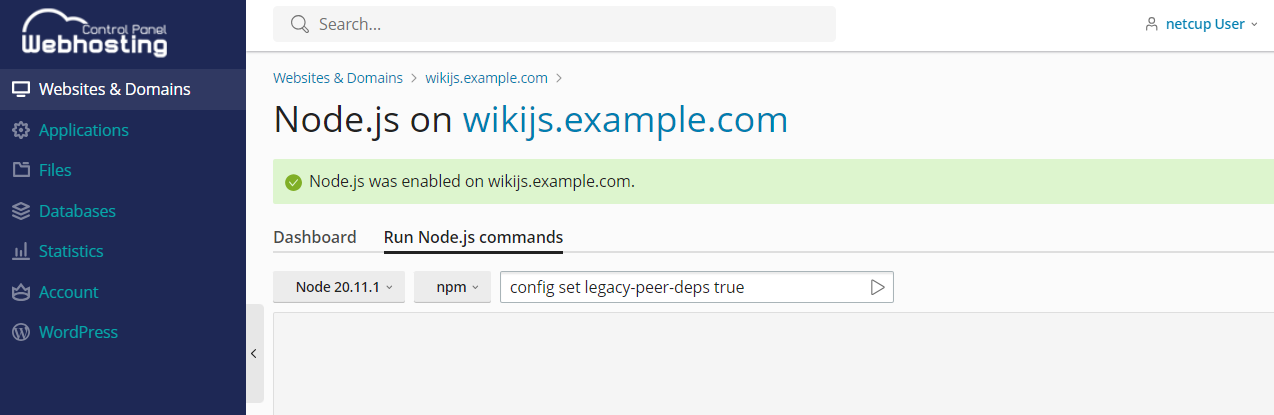 Control Panel
Webhosting
Websites & Domains
Applications
Files
Databases
Statistics
Account
WordPress
Search...
netcup User
Websites & Domains > wikijs.example.com >
Node.js on wikijs.example.com
Node.js was enabled on wikijs.example.com.
Dashboard Run Node.js commands
Node 20.11.1 npm config set legacy-peer-deps true